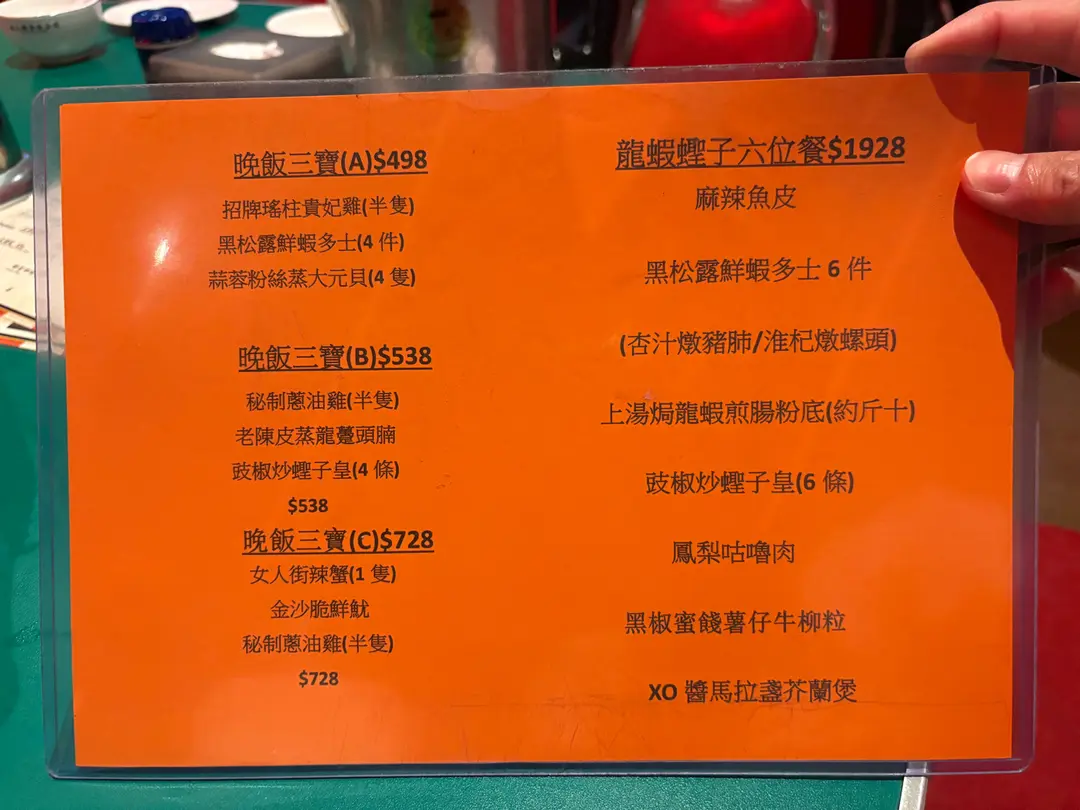 晚飯三寶(A)$498
招牌瑤柱貴妃雞(半隻)
黑松露鮮蝦多士(4 件)
蒜蓉粉絲蒸大元貝(4 隻)
晚飯三寶(B)$538
秘制蔥油雞(半隻)
老陳皮蒸龍躉頭腩
豉椒炒蟶子皇(4 條)
$538
晚飯三寶(C)$728
女人街辣蟹(1 隻)
金沙脆鮮魷
秘制蔥油雞(半隻)
$728
龍蝦蟶子六位餐$1928
麻辣魚皮
黑松露鮮蝦多士 6 件
(杏汁燉豬肺/淮杞燉螺頭)
上湯焗龍蝦煎腸粉底(約斤十)
豉椒炒蟶子皇(6 條)
鳳梨咕嚕肉
黑椒蜜餞薯仔牛柳粒
XO 醬馬拉盞芥蘭煲